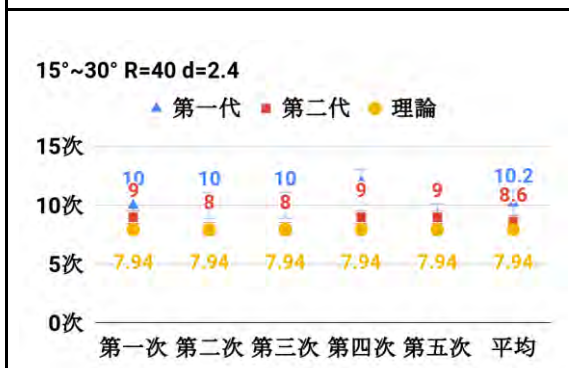 15°~30° R=40 d=2.4
第一代 第二代 理論
15次
10 10 10 10.2
9 8 8 9 9 8.6
10次
7.94 7.94 7.94 7.94 7.94 7.94
5次
0次
第一次 第二次 第三次 第四次 第五次 平均